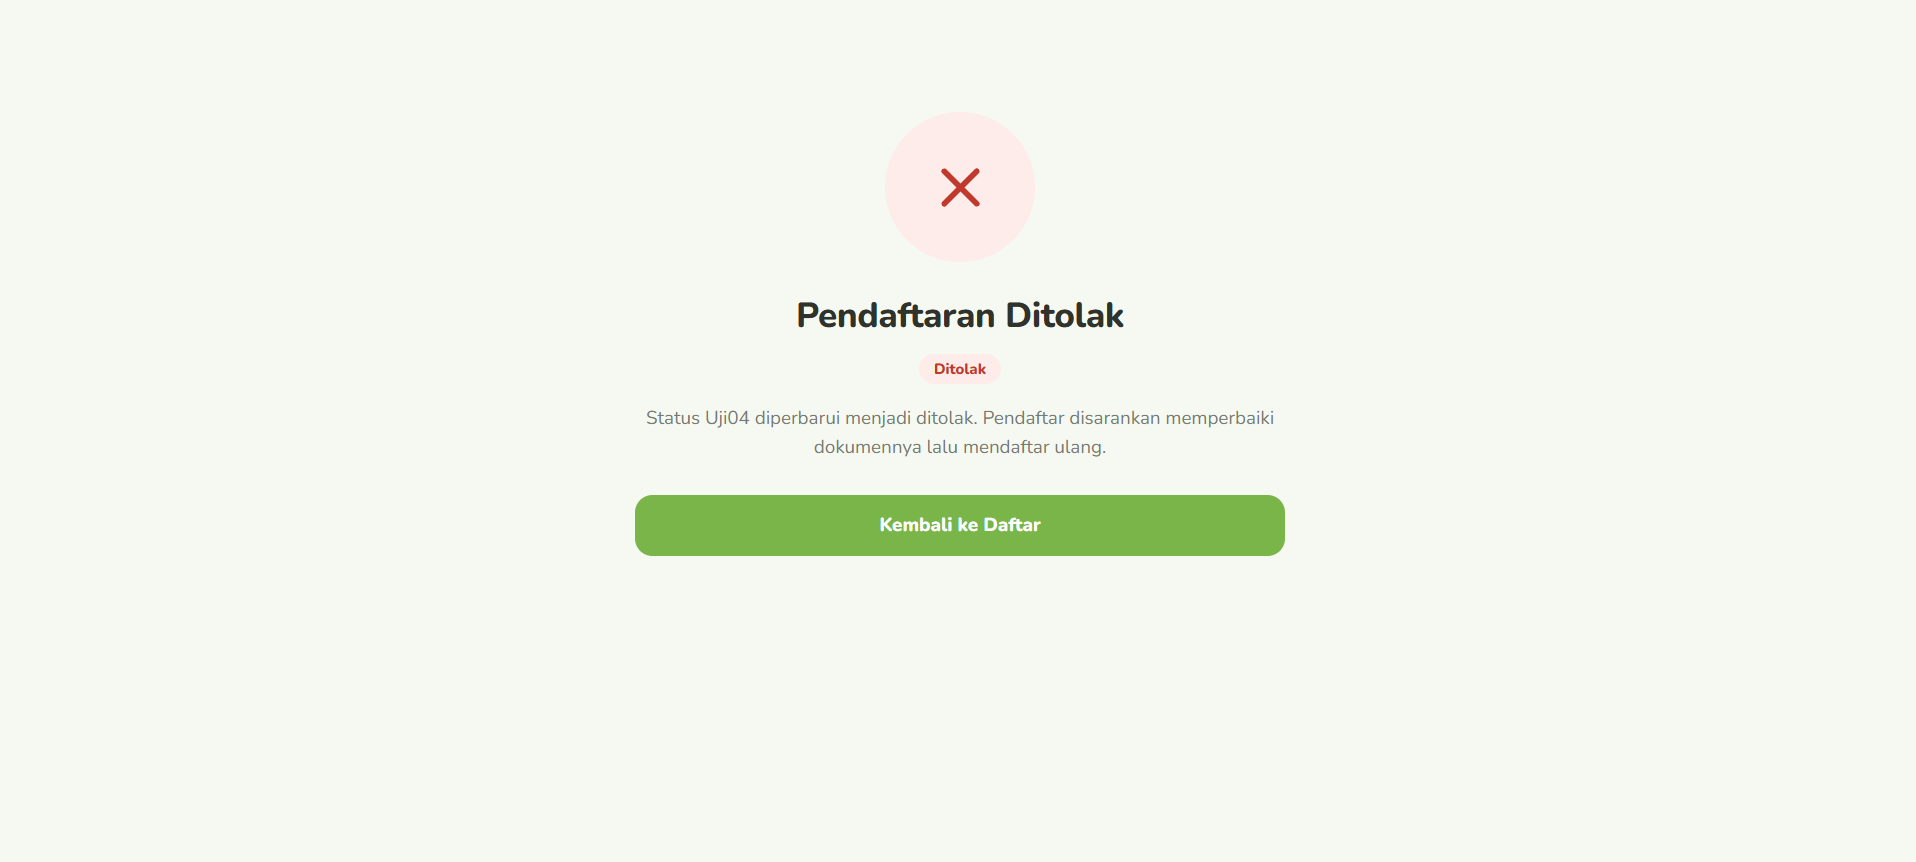 Pendaftaran Ditolak
Ditolak
Status Uji04 diperbarui menjadi ditolak. Pendaftar disarankan memperbaiki
dokumennya lalu mendaftar ulang.
Kembali ke Daftar